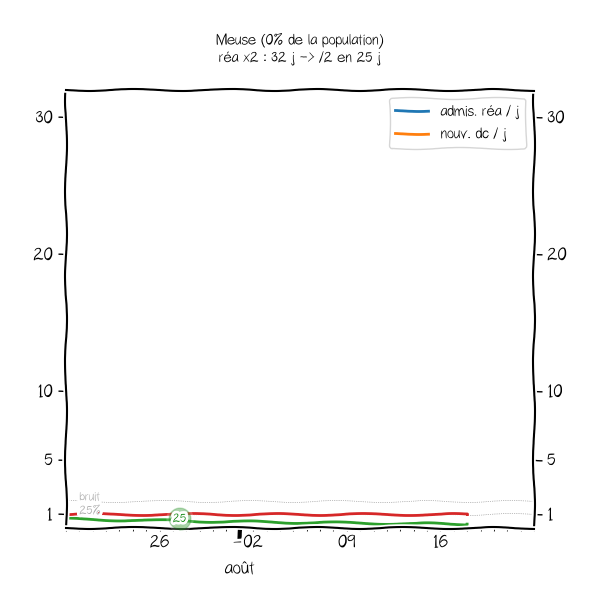 Meuse (0% de la population)
réa x2 : 32 j -> /2 en 25 j
admis. réa / j
nouv. dc / j
30
30
20
20
10
10
5
5
bruit
25%
1
1
25
26
02
09
16
août